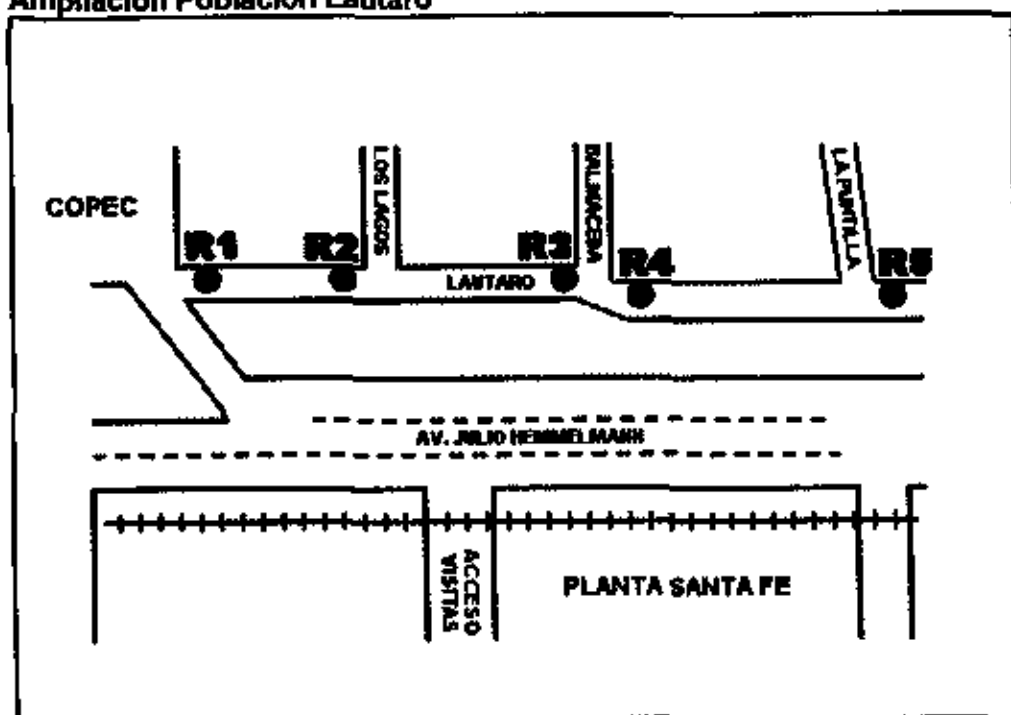 Ampliación Población Lautaro
COPEC
LOS LAGOS
BALMACEDA
LA PUNTILLA
R1
R2
R3
R4
R5
LAUTARO
AV. JULIO HEMMELMANN
ACCESO
VISITAS
PLANTA SANTA FE